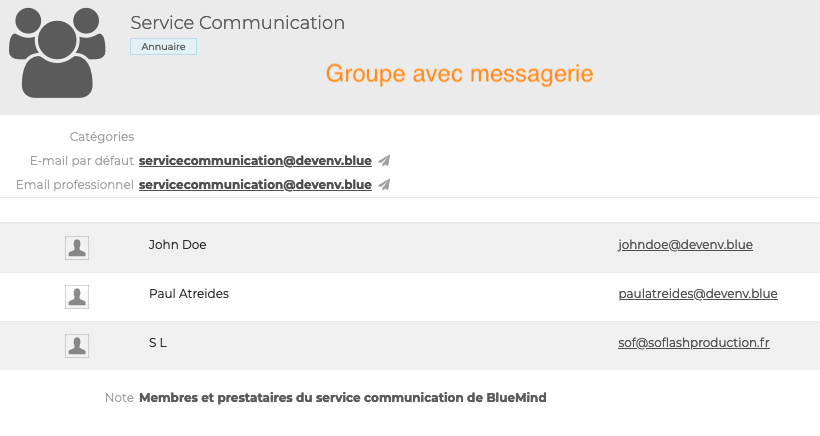 Service Communication
Annuaire
Groupe avec messagerie
Catégories
E-mail par défaut servicecommunication@devenv.blue
Email professionnel servicecommunication@devenv.blue
John Doe johndoe@devenv.blue
Paul Atreides paulatreides@devenv.blue
S L sof@soflashproduction.fr
Note Membres et prestataires du service communication de BlueMind